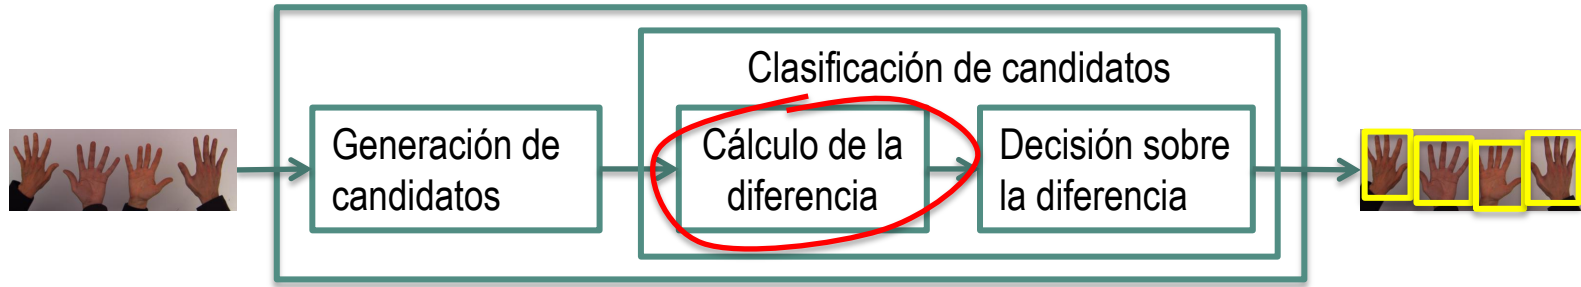 Clasificación de candidatos
Generación de
candidatos
Cálculo de la
diferencia
Decisión sobre
la diferencia